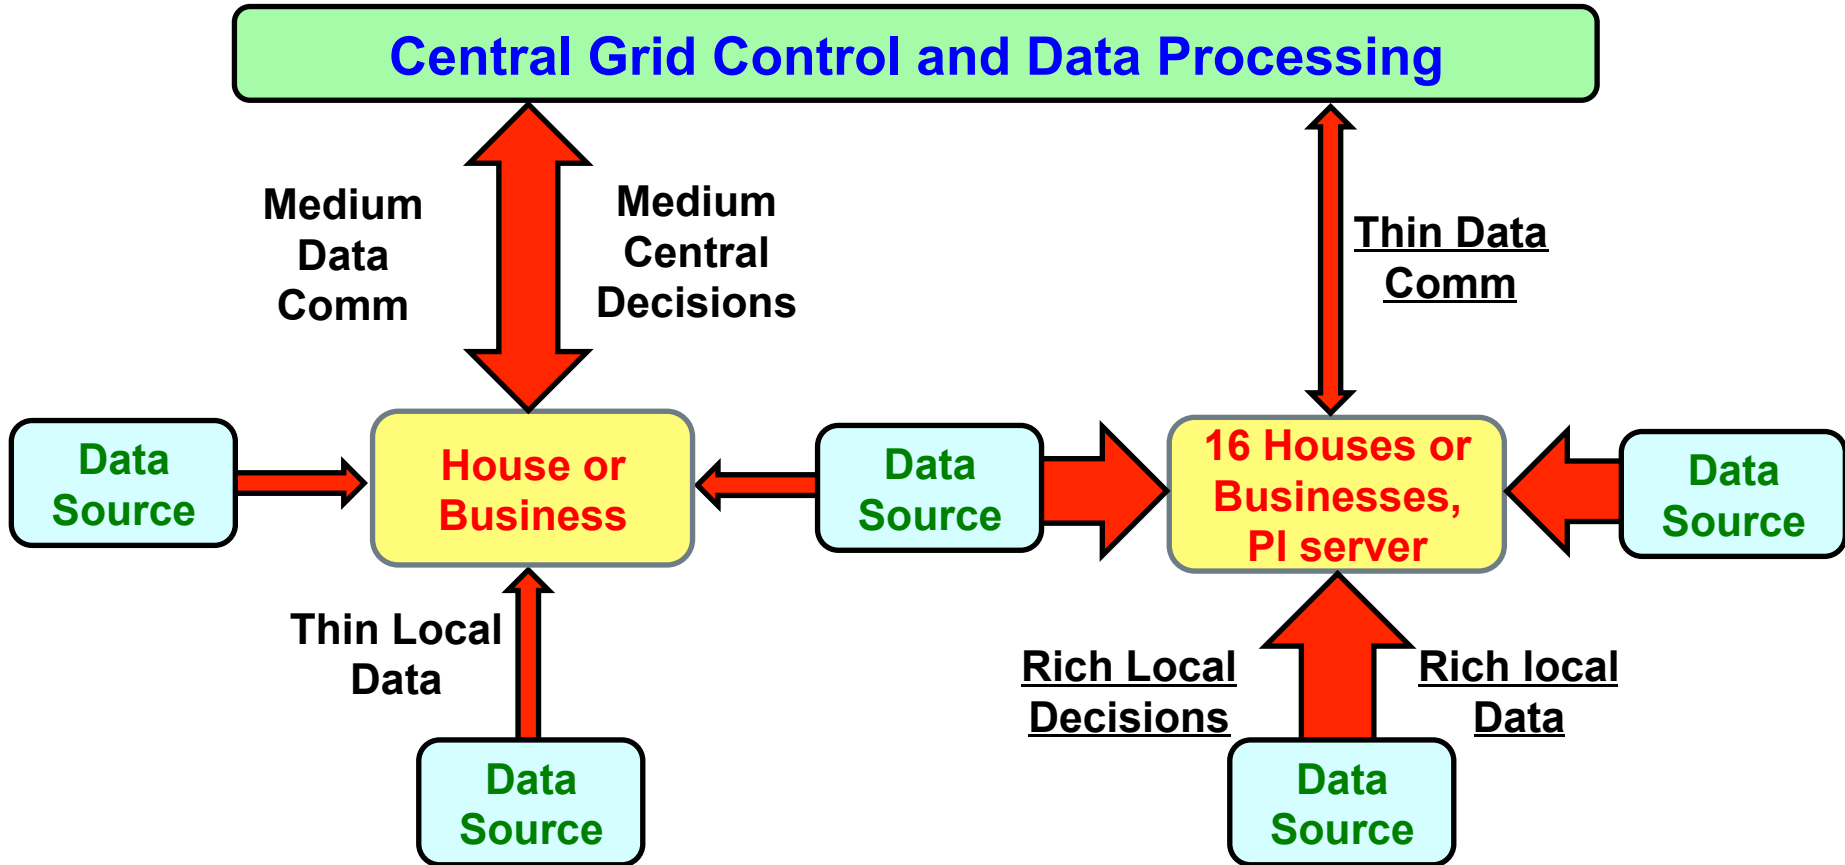 Central Grid Control and Data Processing
Medium
Data
Comm
Medium
Central
Decisions
Thin Data
Comm
Data
Source
House or
Business
Data
Source
16 Houses or
Businesses,
PI server
Data
Source
Thin Local
Data
Rich Local
Decisions
Rich local
Data
Data
Source
Data
Source